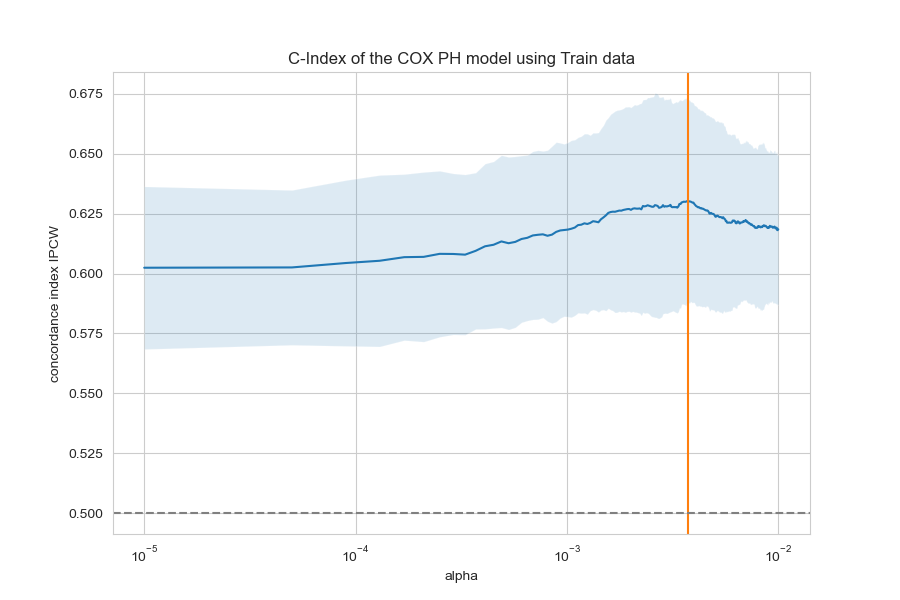 C-Index of the COX PH model using Train data
concordance index IPCW
0.675
0.650
0.625
0.600
0.575
0.550
0.525
0.500
10⁻⁵ 10⁻⁴ 10⁻³ 10⁻²
alpha